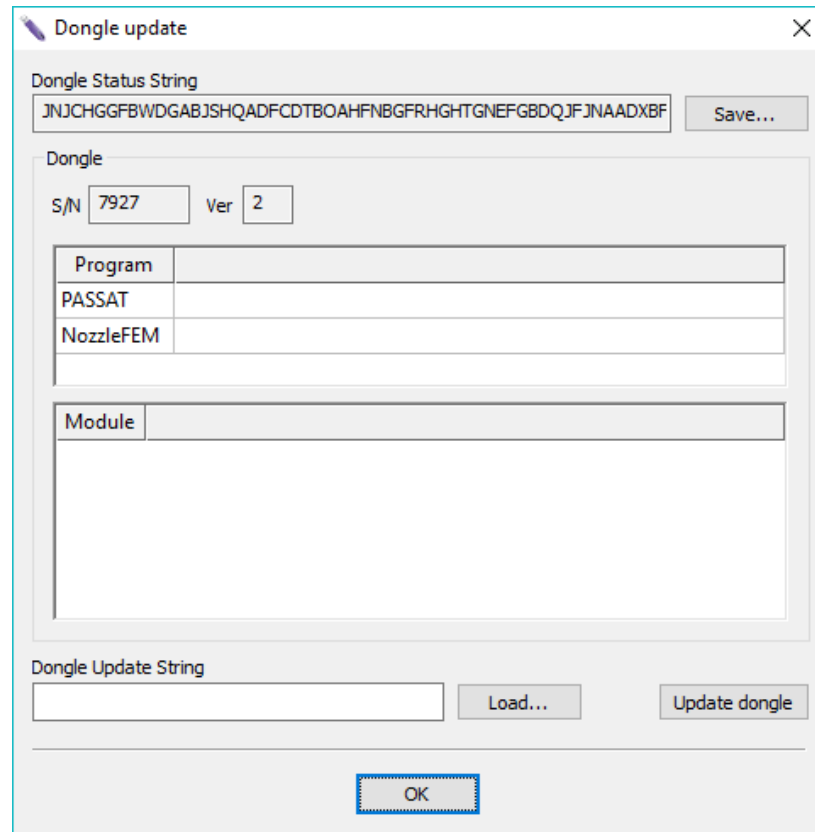 Dongle update
Dongle Status String
JNJCHGGFBWDGABJSHQADFCDTBOAHFNBGFRHGHTGNEFGBDQJFJNAADXBF
Save...
Dongle
S/N 7927 Ver 2
Program
PASSAT
NozzleFEM
Module
Dongle Update String
Load... Update dongle
OK